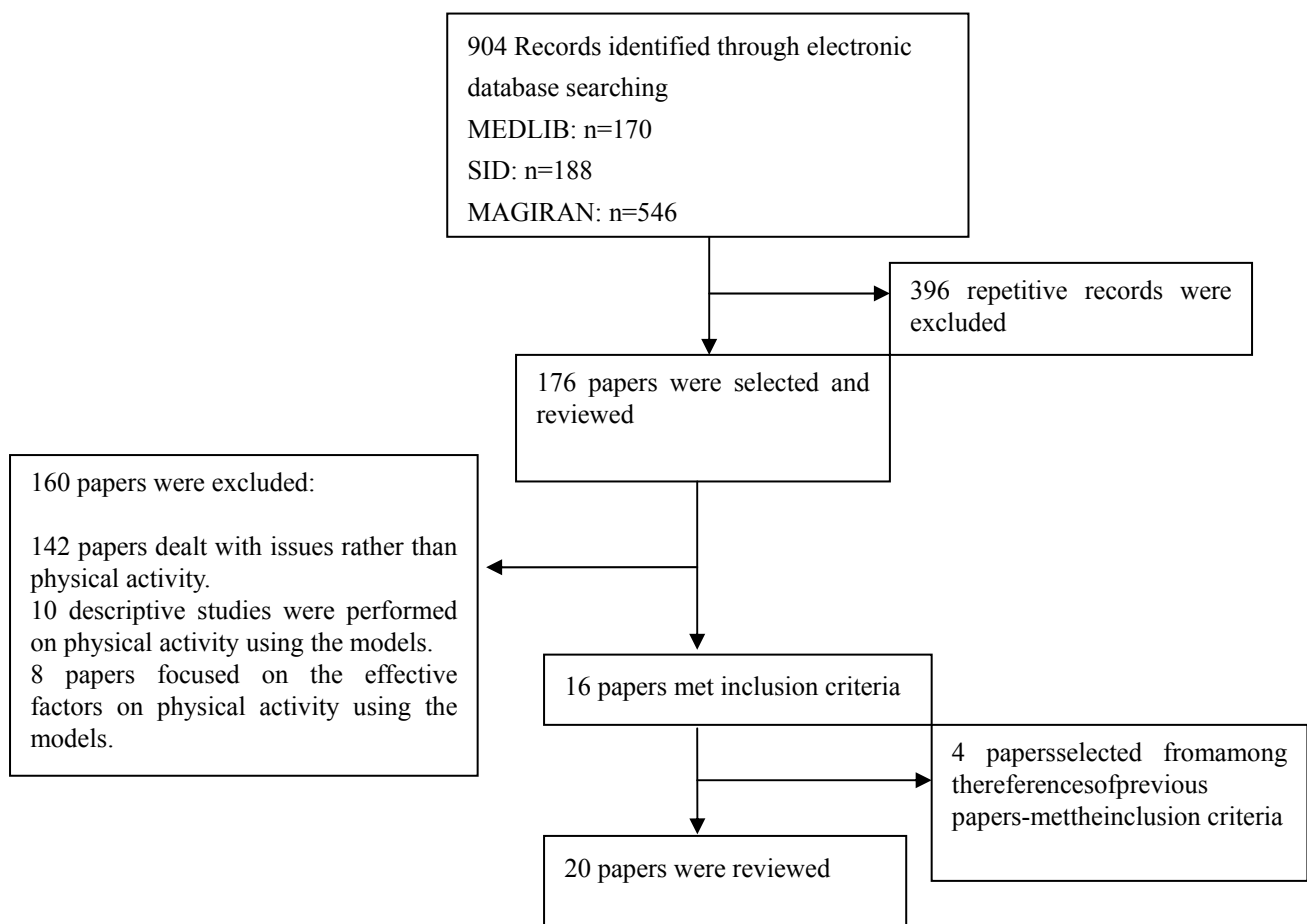 904 Records identified through electronic
database searching
MEDLIB: n=170
SID: n=188
MAGIRAN: n=546
396 repetitive records were
excluded
176 papers were selected and
reviewed
160 papers were excluded:
142 papers dealt with issues rather than
physical activity.
10 descriptive studies were performed
on physical activity using the models.
8 papers focused on the effective
factors on physical activity using the
models.
16 papers met inclusion criteria
4 papersselected fromamong
thereferencesofprevious
papers-mettheinclusion criteria
20 papers were reviewed